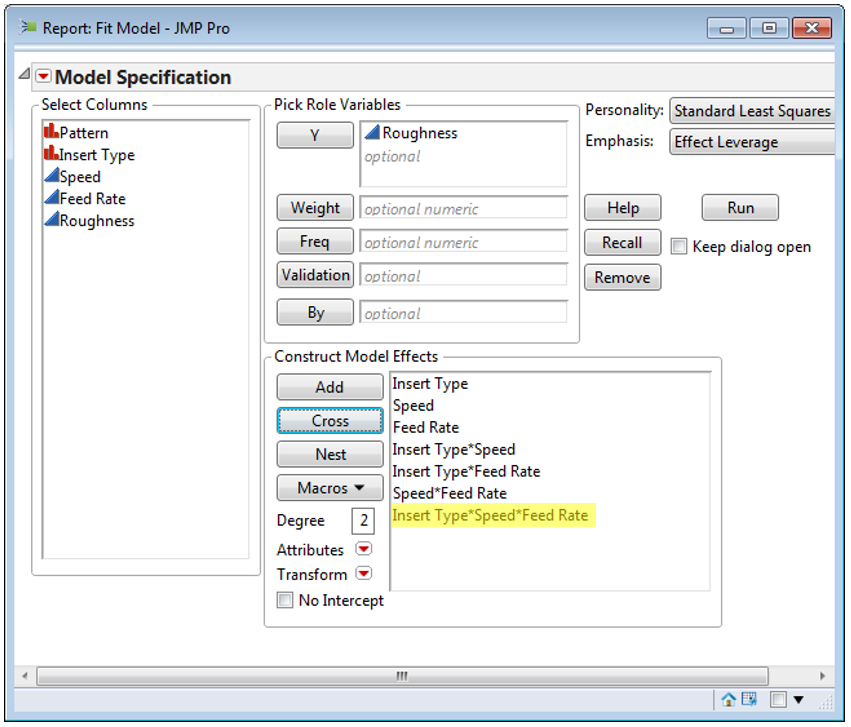 Report: Fit Model - JMP Pro
Model Specification
Select Columns
Pattern
Insert Type
Speed
Feed Rate
Roughness
Pick Role Variables
Y
Roughness
optional
Weight
optional numeric
Freq
optional numeric
Validation
optional
By
optional
Personality:
Standard Least Squares
Emphasis:
Effect Leverage
Help
Run
Recall
Keep dialog open
Remove
Construct Model Effects
Add
Cross
Nest
Macros
Degree
2
Attributes
Transform
No Intercept
Insert Type
Speed
Feed Rate
Insert Type*Speed
Insert Type*Feed Rate
Speed*Feed Rate
Insert Type*Speed*Feed Rate